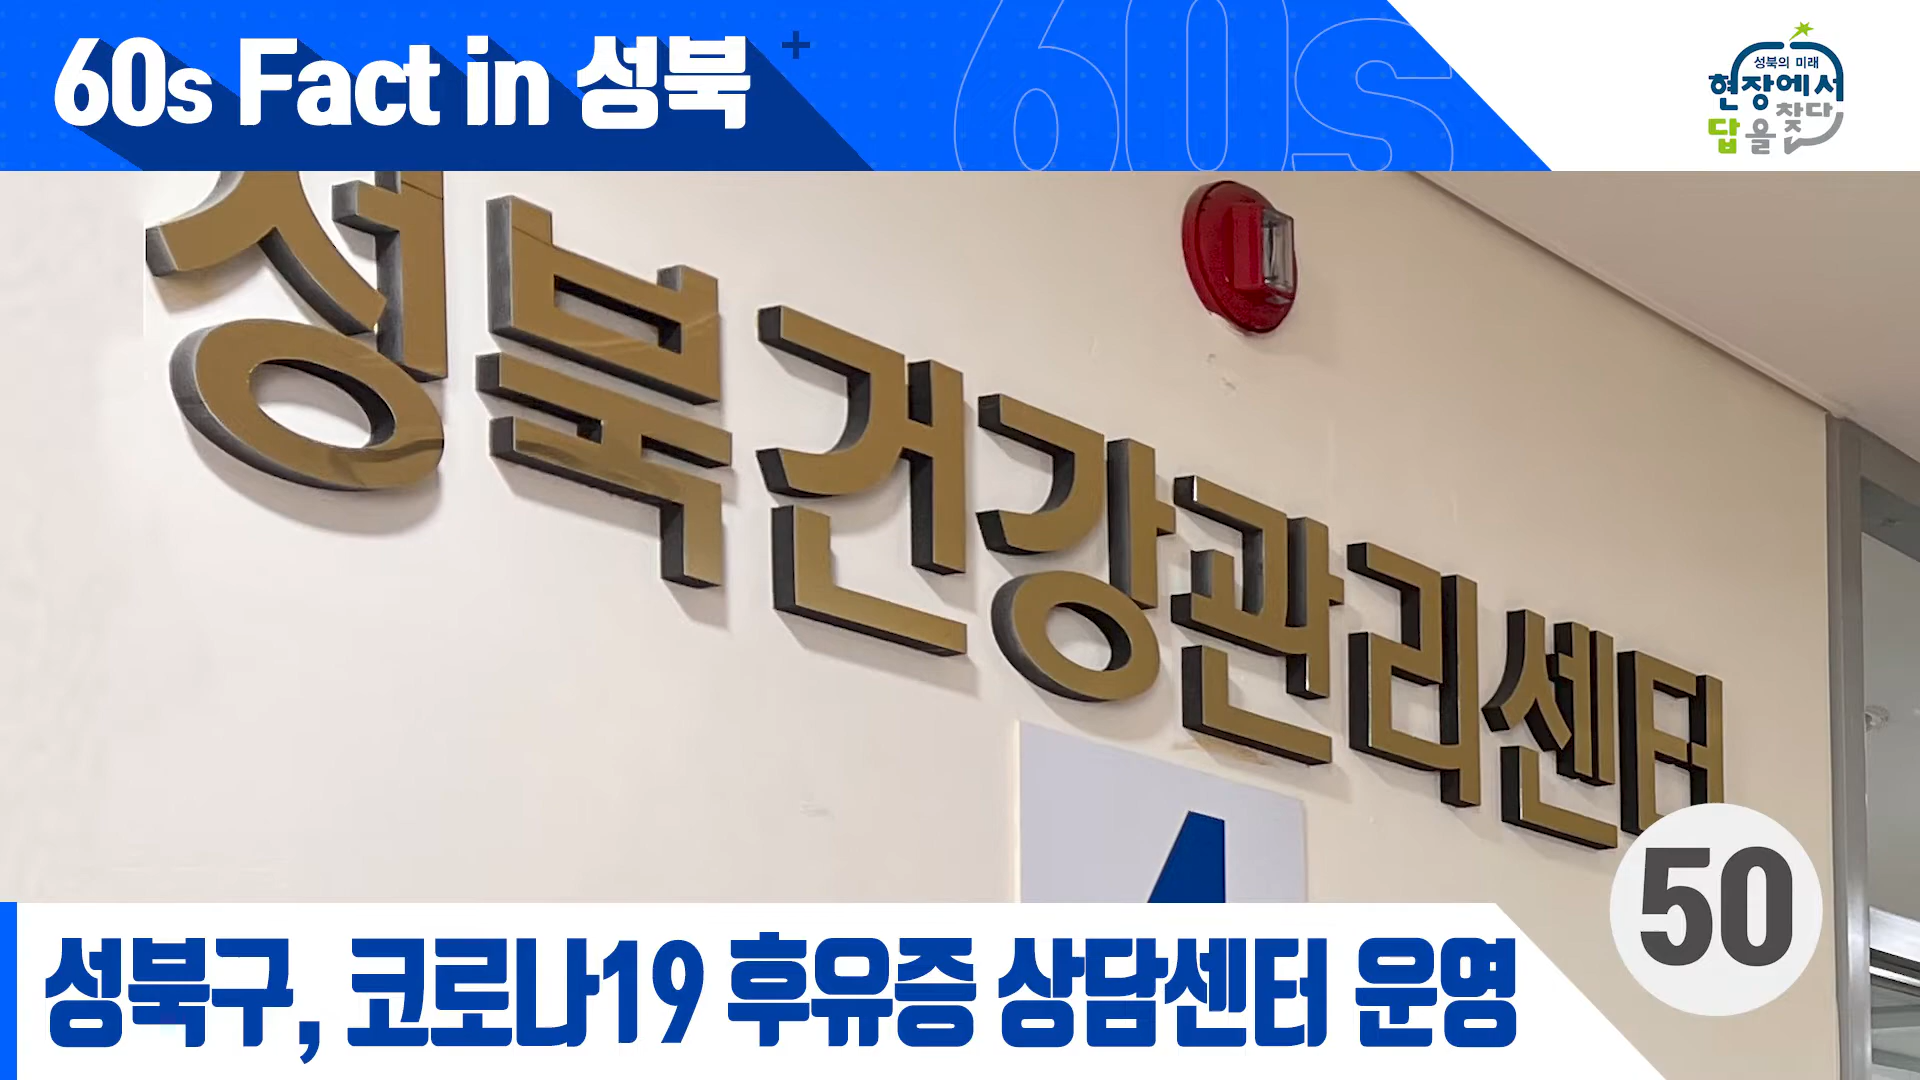 60s Fact in 성북
60s
성북의 미래
현장에서
답을 찾다
성북건강관리센터
50
성북구, 코로나19 후유증 상담센터 운영